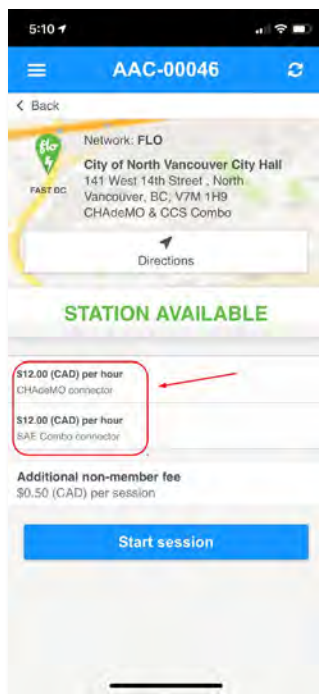 5:10
AAC-00046
Back
flo
FAST DC
Network: FLO
City of North Vancouver City Hall
141 West 14th Street , North
Vancouver, BC, V7M 1H9
CHAdeMO & CCS Combo
Directions
STATION AVAILABLE
$12.00 (CAD) per hour
CHAdeMO connector
$12.00 (CAD) per hour
SAE Combo connector
Additional non-member fee
$0.50 (CAD) per session
Start session